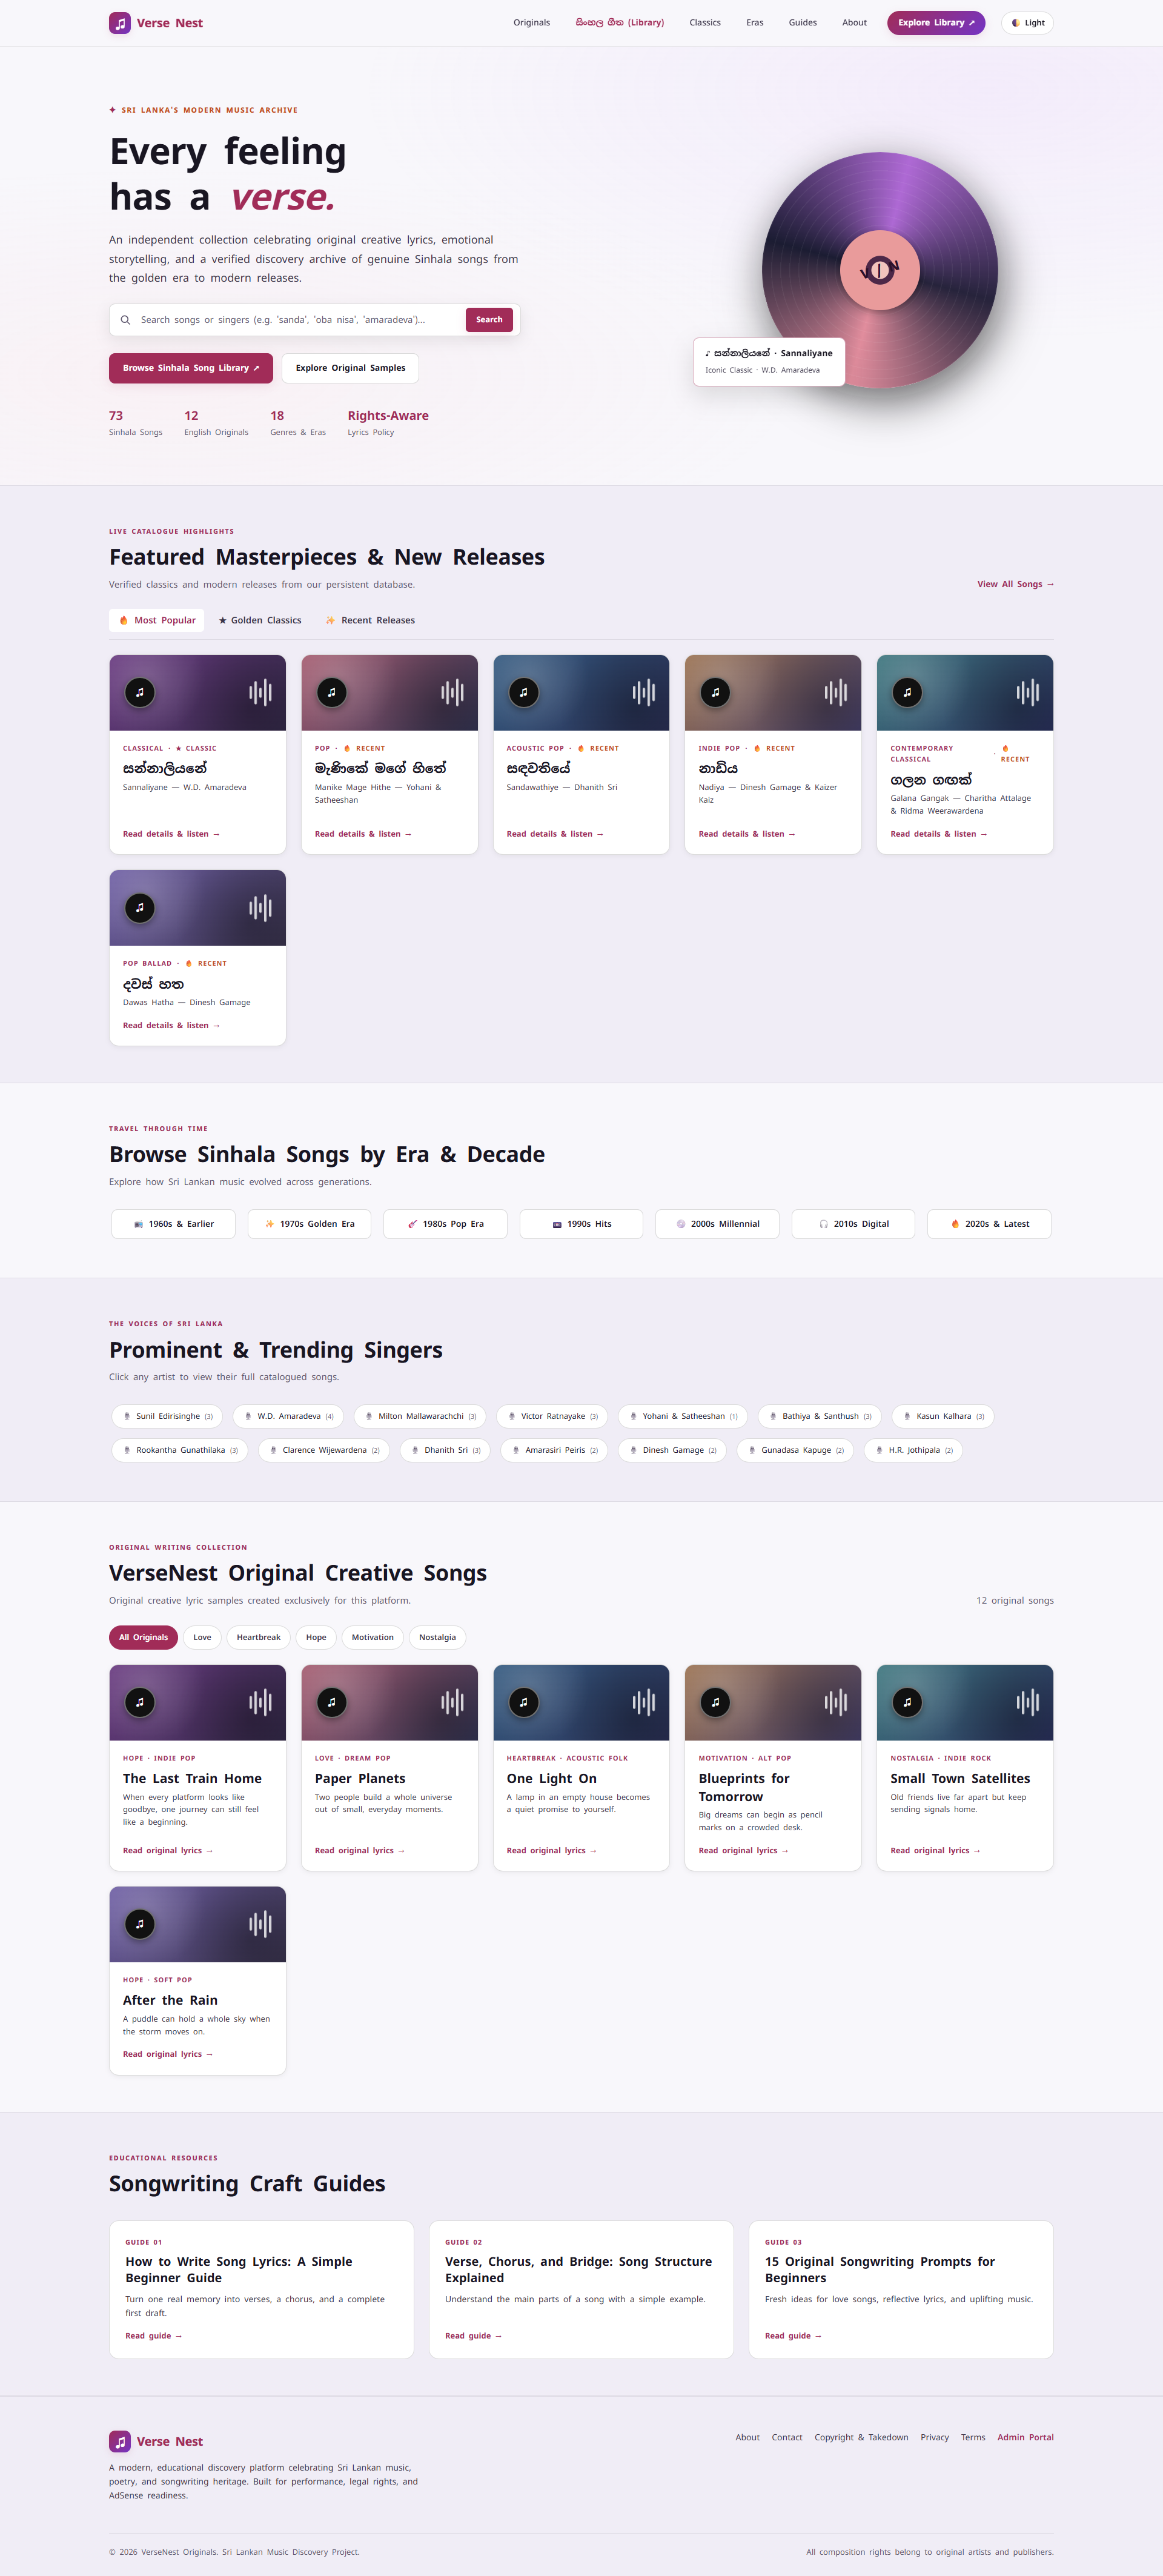 Verse Nest
Originals
සිංහල ගීත (Library)
Classics
Eras
Guides
About
Explore Library ↗
Light
✦ SRI LANKA'S MODERN MUSIC ARCHIVE
Every feeling
has a verse.
An independent collection celebrating original creative lyrics, emotional
storytelling, and a verified discovery archive of genuine Sinhala songs from
the golden era to modern releases.
Search songs or singers (e.g. 'sanda', 'oba nisa', 'amaradeva')...
Search
Browse Sinhala Song Library ↗
Explore Original Samples
73
Sinhala Songs
12
English Originals
18
Genres & Eras
Rights-Aware
Lyrics Policy
♪ සන්නාලියනේ · Sannaliyane
Iconic Classic · W.D. Amaradeva
LIVE CATALOGUE HIGHLIGHTS
Featured Masterpieces & New Releases
Verified classics and modern releases from our persistent database.
View All Songs →
🔥 Most Popular
★ Golden Classics
✨ Recent Releases
CLASSICAL · ★ CLASSIC
සන්නාලියනේ
Sannaliyane — W.D. Amaradeva
Read details & listen →
POP · 🔥 RECENT
මැණිකේ මගේ හිතේ
Manike Mage Hithe — Yohani &
Satheeshan
Read details & listen →
ACOUSTIC POP · 🔥 RECENT
සඳවතියේ
Sandawathiye — Dhanith Sri
Read details & listen →
INDIE POP · 🔥 RECENT
නාඩිය
Nadiya — Dinesh Gamage & Kaizer
Kaiz
Read details & listen →
CONTEMPORARY
CLASSICAL · 🔥 RECENT
ගලන ගඟක්
Galana Gangak — Charitha Attalage
& Ridma Weerawardena
Read details & listen →
POP BALLAD · 🔥 RECENT
දවස් හත
Dawas Hatha — Dinesh Gamage
Read details & listen →
TRAVEL THROUGH TIME
Browse Sinhala Songs by Era & Decade
Explore how Sri Lankan music evolved across generations.
1960s & Earlier
1970s Golden Era
1980s Pop Era
1990s Hits
2000s Millennial
2010s Digital
2020s & Latest
THE VOICES OF SRI LANKA
Prominent & Trending Singers
Click any artist to view their full catalogued songs.
Sunil Edirisinghe (3)
W.D. Amaradeva (4)
Milton Mallawarachchi (3)
Victor Ratnayake (3)
Yohani & Satheeshan (1)
Bathiya & Santhush (3)
Kasun Kalhara (3)
Rookantha Gunathilaka (3)
Clarence Wijewardena (2)
Dhanith Sri (3)
Amarasiri Peiris (2)
Dinesh Gamage (2)
Gunadasa Kapuge (2)
H.R. Jothipala (2)
ORIGINAL WRITING COLLECTION
VerseNest Original Creative Songs
Original creative lyric samples created exclusively for this platform.
12 original songs
All Originals
Love
Heartbreak
Hope
Motivation
Nostalgia
HOPE · INDIE POP
The Last Train Home
When every platform looks like
goodbye, one journey can still feel
like a beginning.
Read original lyrics →
LOVE · DREAM POP
Paper Planets
Two people build a whole universe
out of small, everyday moments.
Read original lyrics →
HEARTBREAK · ACOUSTIC FOLK
One Light On
A lamp in an empty house becomes
a quiet promise to yourself.
Read original lyrics →
MOTIVATION · ALT POP
Blueprints for
Tomorrow
Big dreams can begin as pencil
marks on a crowded desk.
Read original lyrics →
NOSTALGIA · INDIE ROCK
Small Town Satellites
Old friends live far apart but keep
sending signals home.
Read original lyrics →
HOPE · SOFT POP
After the Rain
A puddle can hold a whole sky when
the storm moves on.
Read original lyrics →
EDUCATIONAL RESOURCES
Songwriting Craft Guides
GUIDE 01
How to Write Song Lyrics: A Simple
Beginner Guide
Turn one real memory into verses, a chorus, and a complete
first draft.
Read guide →
GUIDE 02
Verse, Chorus, and Bridge: Song Structure
Explained
Understand the main parts of a song with a simple example.
Read guide →
GUIDE 03
15 Original Songwriting Prompts for
Beginners
Fresh ideas for love songs, reflective lyrics, and uplifting music.
Read guide →
Verse Nest
About
Contact
Copyright & Takedown
Privacy
Terms
Admin Portal
A modern, educational discovery platform celebrating Sri Lankan music,
poetry, and songwriting heritage. Built for performance, legal rights, and
AdSense readiness.
© 2026 VerseNest Originals. Sri Lankan Music Discovery Project.
All composition rights belong to original artists and publishers.